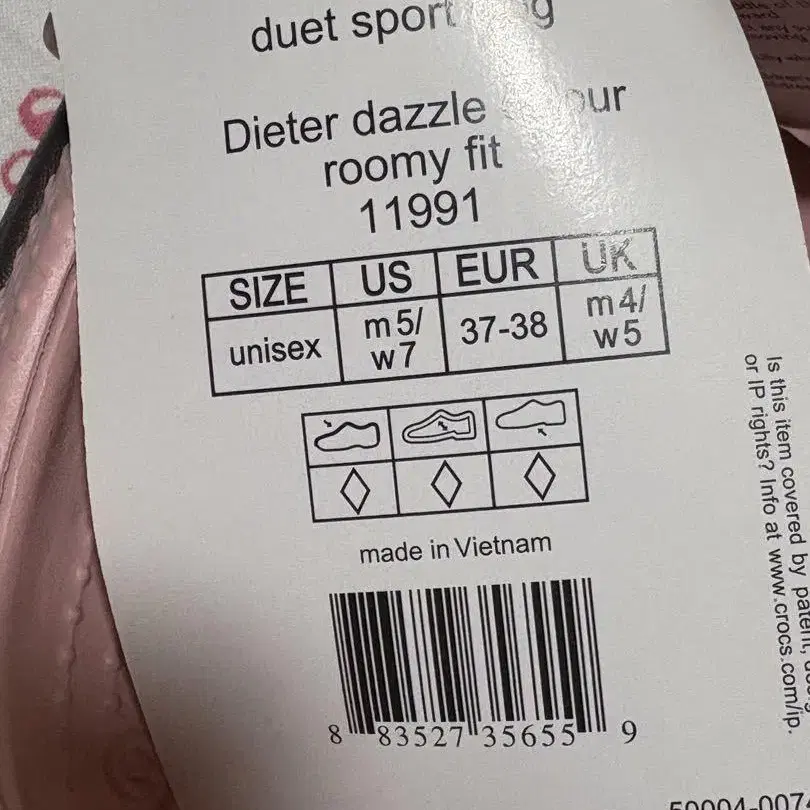 duet sport
Dieter dazzle
roomy fit
11991
SIZE US EUR UK
unisex m5/ w7 37-38 m4/ w5
made in Vietnam
8 83527 35655 9
Is this item covered by patent,
or IP rights? Info at www.crocs.com/ip.
50004-007